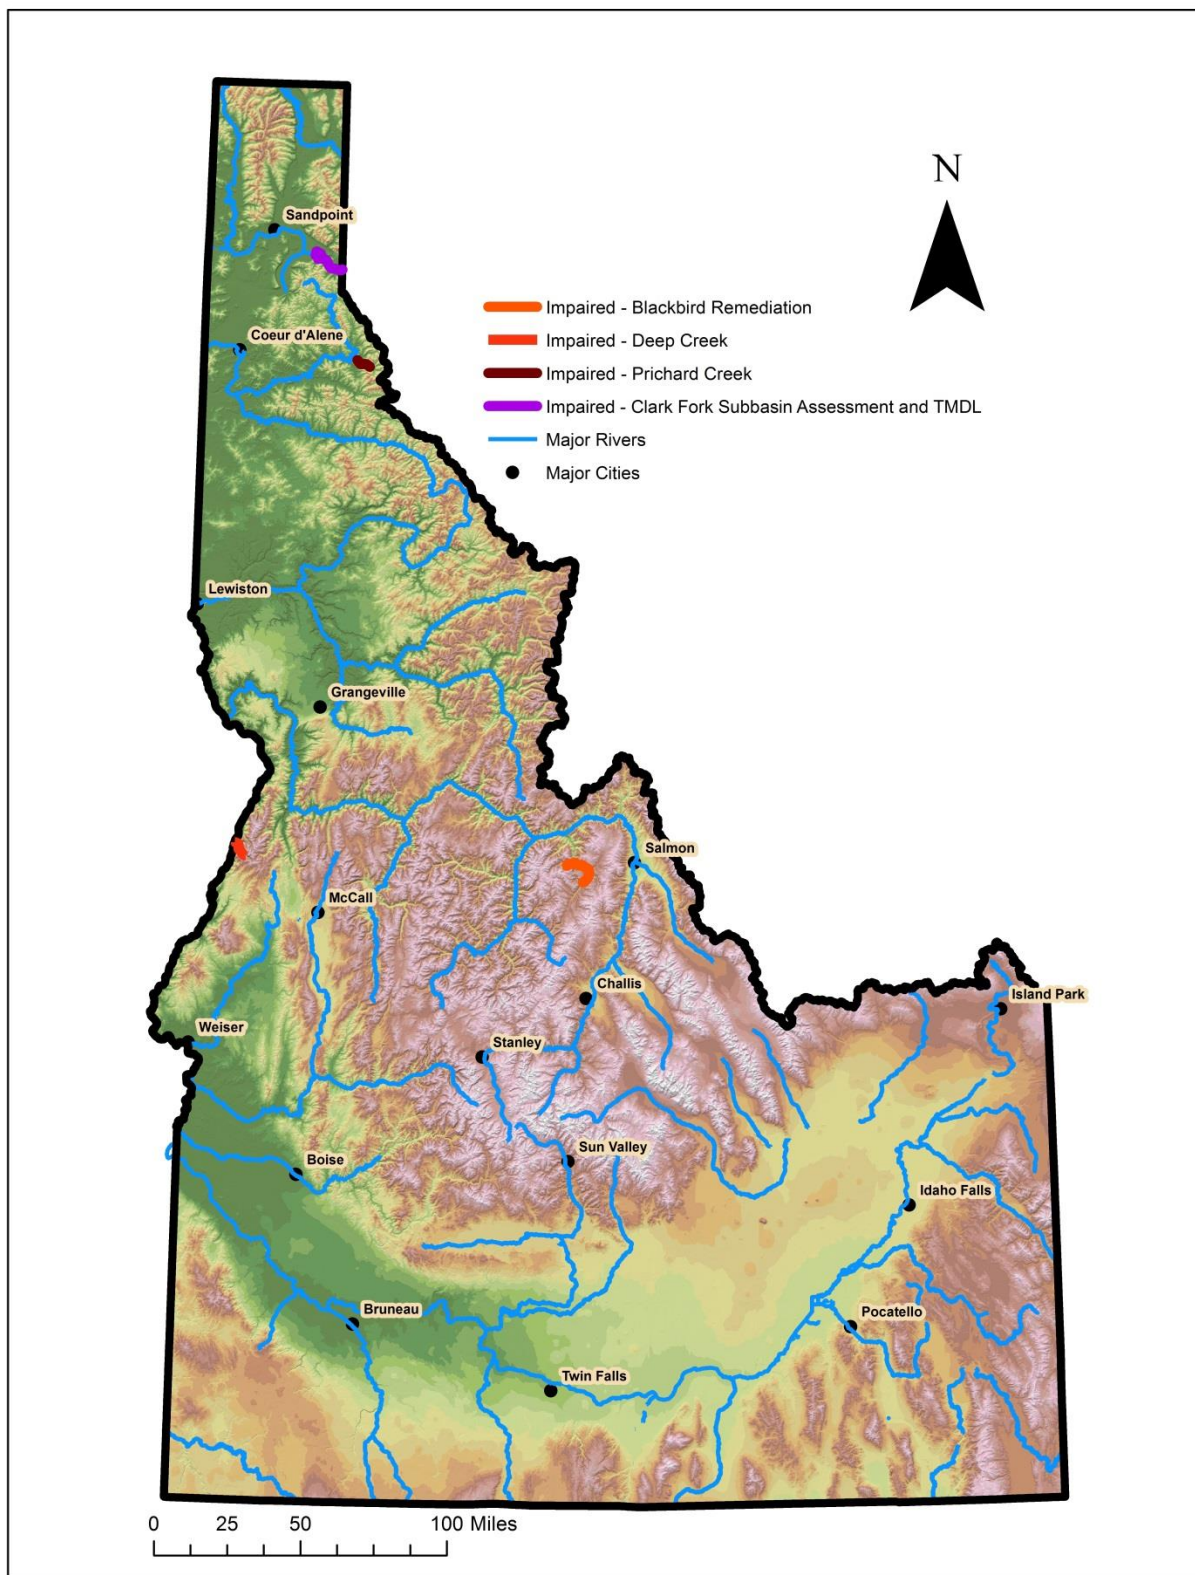 N
Sandpoint
Impaired - Blackbird Remediation
Coeur d'Alene
Impaired - Deep Creek
Impaired - Prichard Creek
Impaired - Clark Fork Subbasin Assessment and TMDL
Major Rivers
Major Cities
Lewiston
Grangeville
Salmon
McCall
Challis
Island Park
Weiser
Stanley
Sun Valley
Boise
Idaho Falls
Bruneau
Pocatello
Twin Falls
0 25 50 100 Miles